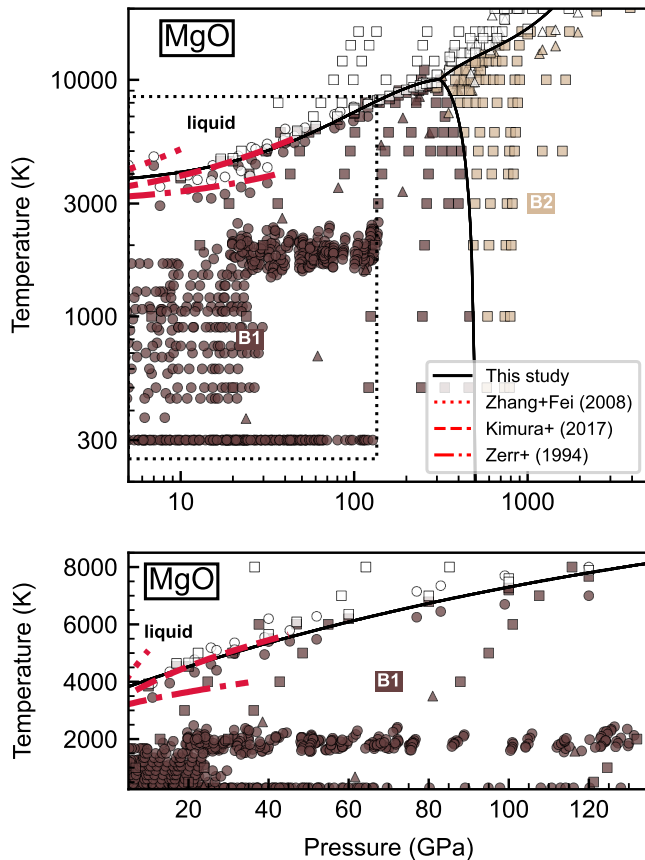 MgO
10000
3000
1000
300
Temperature (K)
liquid
B2
B1
This study
Zhang+Fei (2008)
Kimura+ (2017)
Zerr+ (1994)
10
100
1000
MgO
8000
6000
4000
2000
Temperature (K)
liquid
B1
20
40
60
80
100
120
Pressure (GPa)